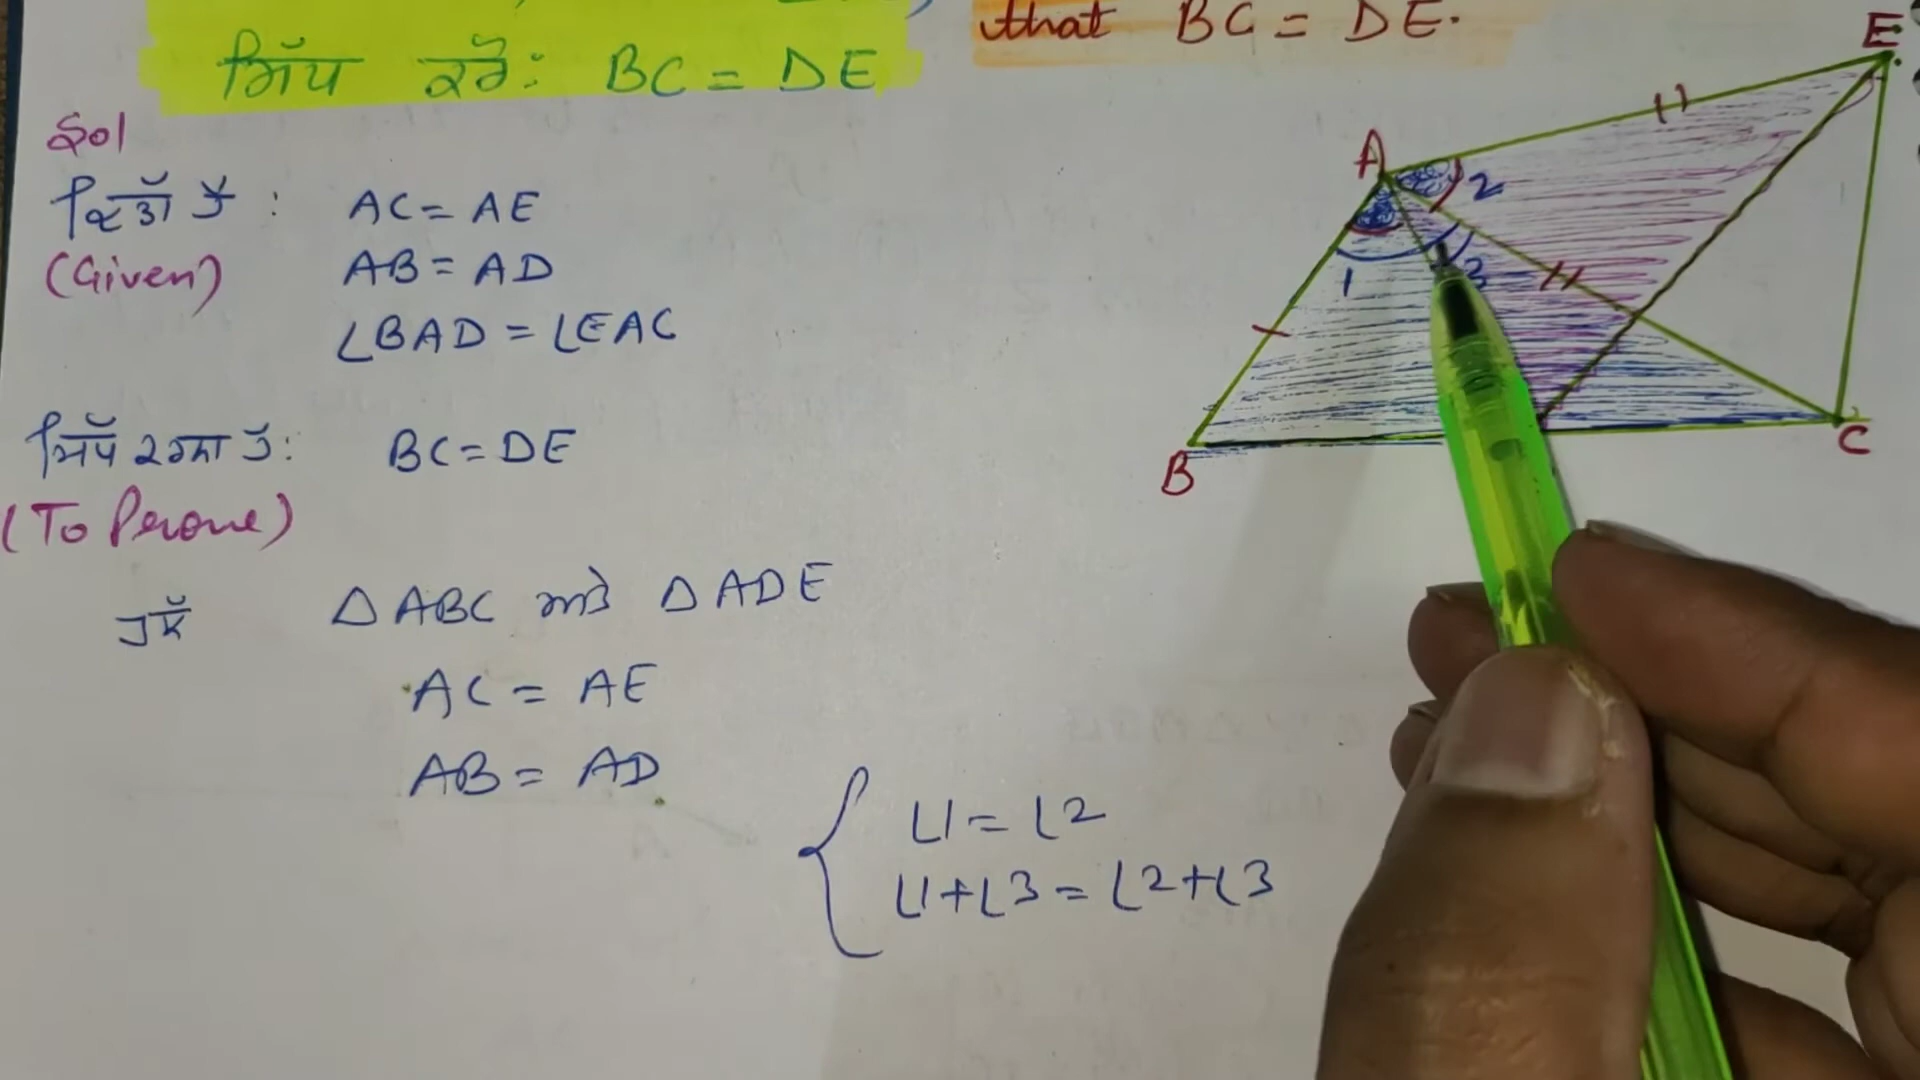 that BC = DE.
ਸਿੱਧ ਕਰੋ: BC = DE
Sol
ਦਿੱਤਾ ਹੈ : AC = AE
(Given) AB = AD
∠BAD = ∠EAC
ਸਿੱਧ ਕਰਨਾ ਹੈ: BC = DE
(To Prove)
ਹੁਣ △ABC ਅਤੇ △ADE
AC = AE
AB = AD
∠1 = ∠2
∠1+∠3 = ∠2+∠3
E
A
2
1
3
B
C